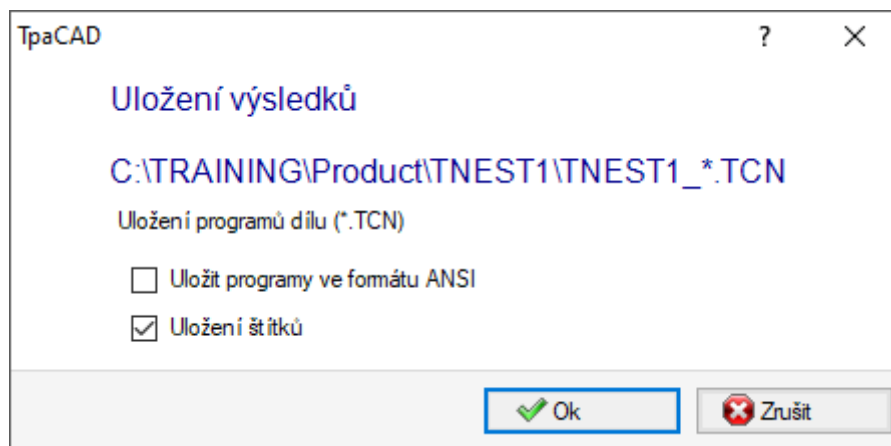 TpaCAD ?
Uložení výsledků
C:\TRAINING\Product\TNEST1\TNEST1_*.TCN
Uložení programů dílu (*.TCN)
Uložit programy ve formátu ANSI
Uložení štítků
Ok Zrušit